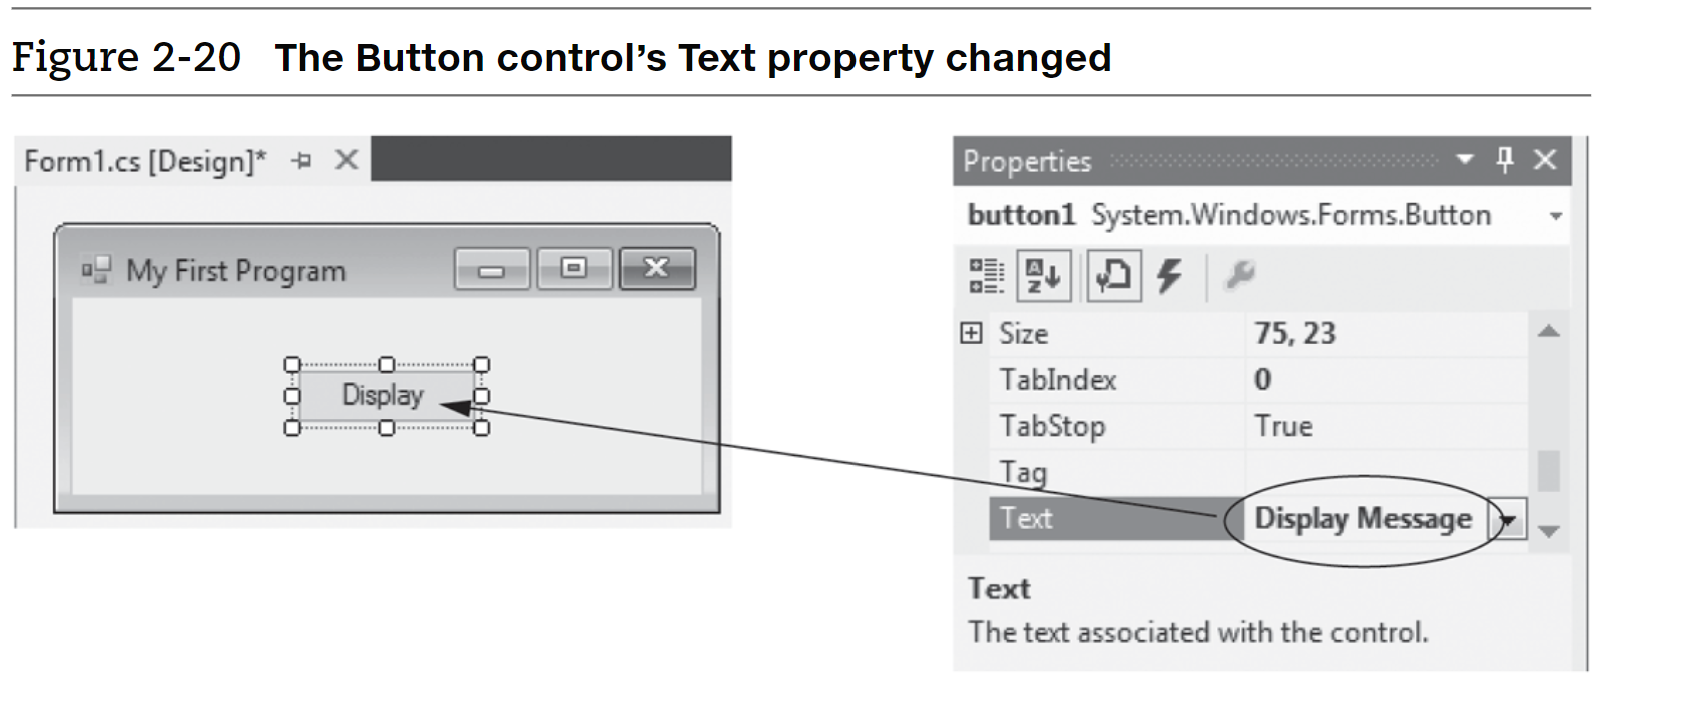 Figure 2-20 The Button control’s Text property changed
Form1.cs [Design]*
My First Program
Display
Properties
button1 System.Windows.Forms.Button
Size 75, 23
TabIndex 0
TabStop True
Tag
Text Display Message
Text
The text associated with the control.